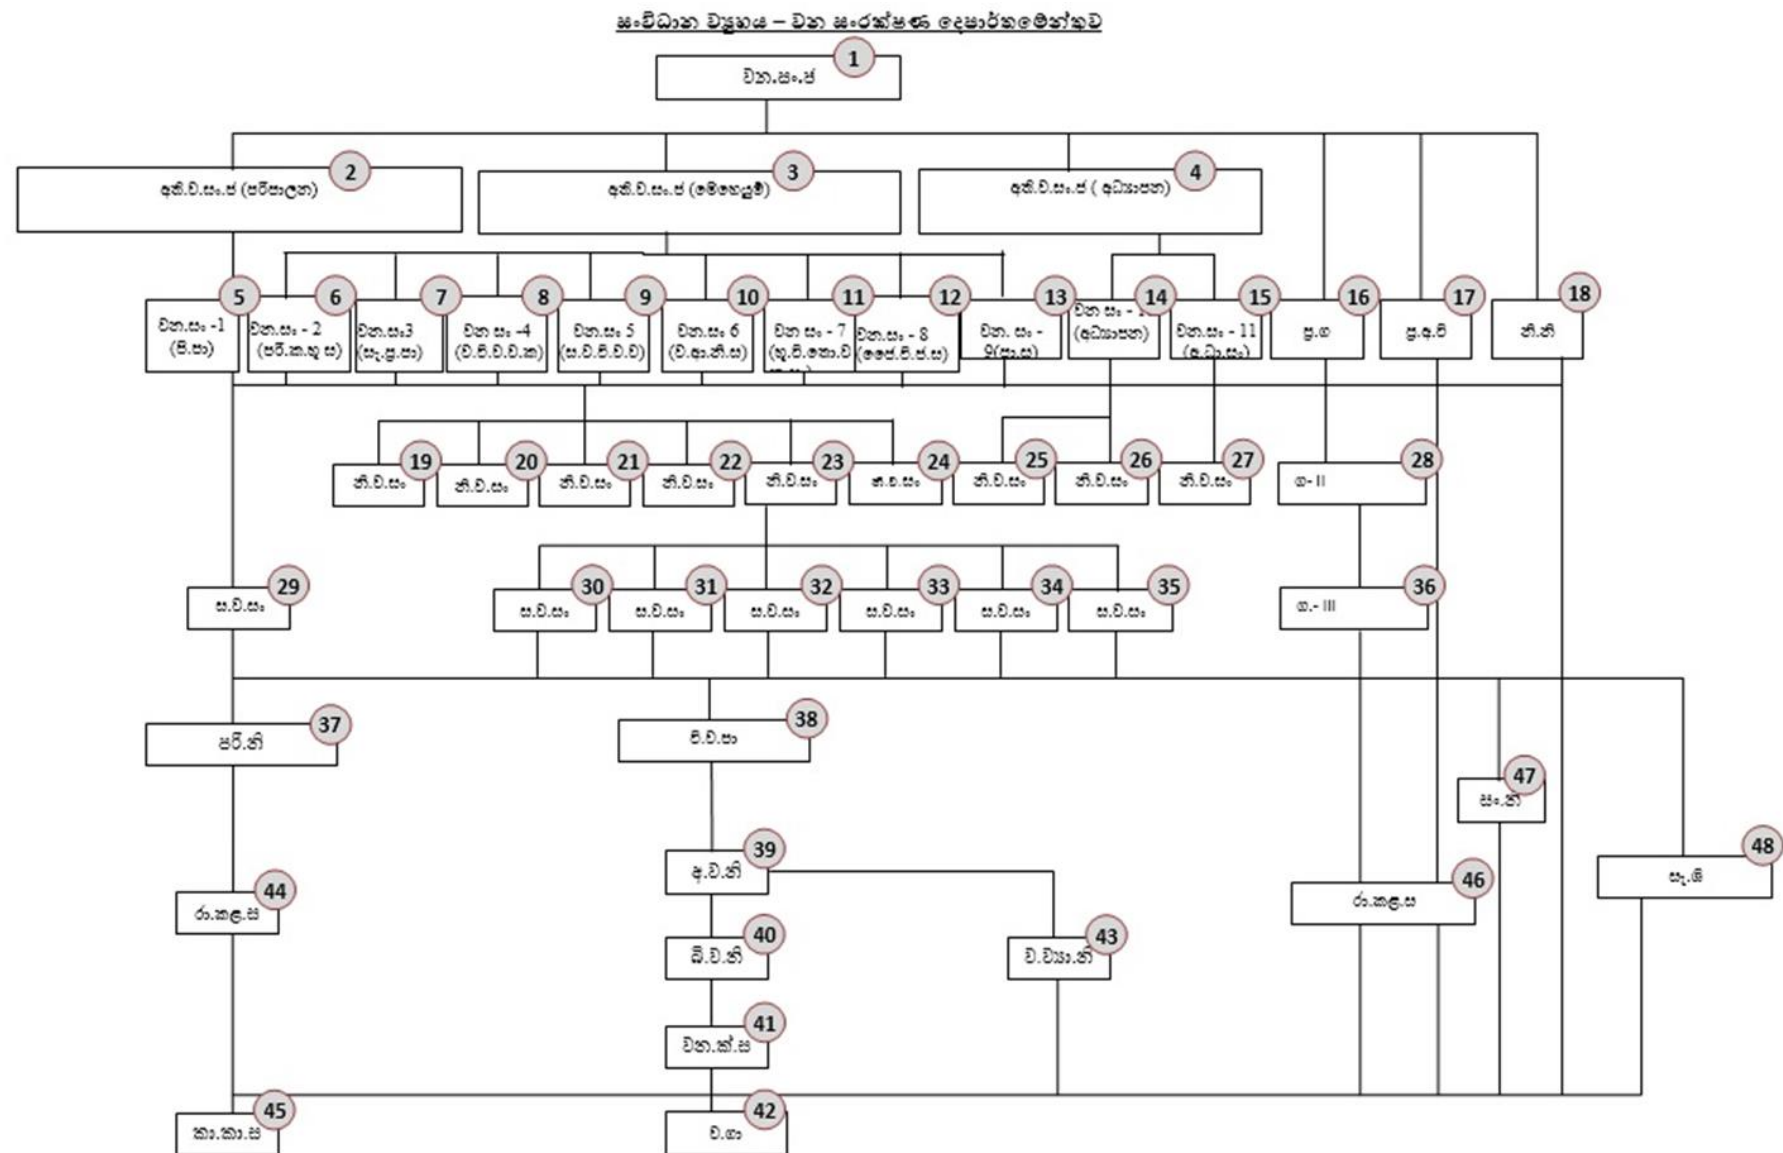 සංවිධාන ව්‍යුහය – වන සංරක්ෂණ දෙපාර්තමේන්තුව
1
වන.සං.ජ
2
අති.ව.සං.ජ (පරිපාලන)
3
අති.ව.සං.ජ (මෙහෙයුම්)
4
අති.ව.සං.ජ ( අධ්‍යාපන)
5
වන.සං -1
(පි.පා)
6
වන.සං - 2
(පරි.ක.භූ ස)
7
වන.සං3
(සැ.ප්‍ර.පා)
8
වන සං -4
(ව.ව්.ව.ව.ක)
9
වන.සං 5
(ස.ව.ව්.ව.ව)
10
වන.සං 6
(ව.ආ.නි.ස)
11
වන සං - 7
(භූ.ව්.තො.ව
12
වන.සං - 8
(ජෛ.වි.ජ.ස)
13
වන. සං -
9(පා.ස)
14
වන සං - 1
(අධ්‍යාපන)
15
වන.සං - 11
(අ.ධා.සං)
16
ප්‍ර.ග
17
ප්‍ර.අ.ව්
18
නි.නි
19
නි.ව.සං
20
නි.ව.සං
21
නි.ව.සං
22
නි.ව.සං
23
නි.ව.සං
24
නි.ව.සං
25
නි.ව.සං
26
නි.ව.සං
27
නි.ව.සං
28
ග- II
29
ස.ව.සං
30
ස.ව.සං
31
ස.ව.සං
32
ස.ව.සං
33
ස.ව.සං
34
ස.ව.සං
35
ස.ව.සං
36
ග.- III
37
පරි.නි
38
ව්.ව.පා
47
සං.නි
39
අ.ව.නි
48
සැ.ශි
44
රා.කළ.ස
46
රා.කළ.ස
40
බී.ව.නි
43
ව.ව්‍යා.නි
41
වන.ක්.ස
45
කා.කා.ස
42
ව.ගා